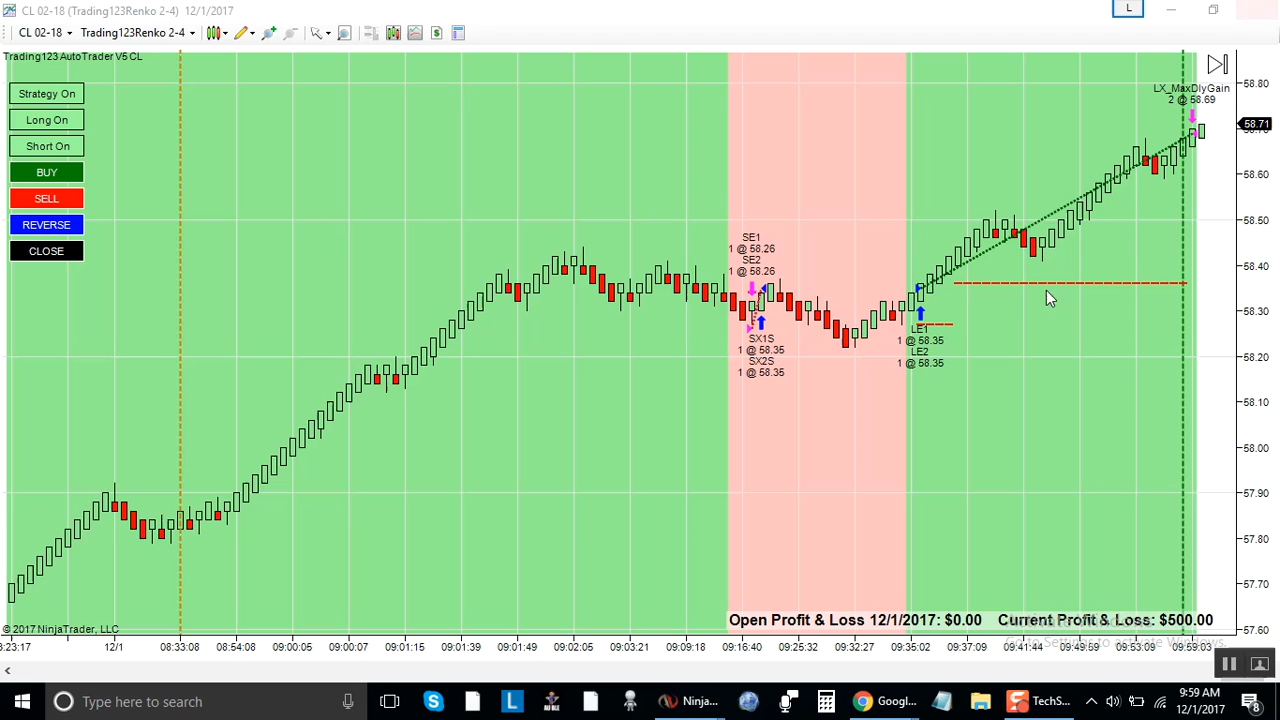 CL 02-18 (Trading123Renko 2-4) 12/1/2017
L
CL 02-18 Trading123Renko 2-4
Trading123 AutoTrader V5 CL
Strategy On
Long On
Short On
BUY
SELL
REVERSE
CLOSE
LX_MaxDlyGain
2 @ 58.69
SE1
1 @ 58.26
SE2
1 @ 58.26
SX1S
1 @ 58.35
SX2S
1 @ 58.35
LE1
1 @ 58.35
LE2
1 @ 58.35
58.80
58.71
58.60
58.50
58.40
58.30
58.20
58.10
58.00
57.90
57.80
57.70
57.60
Open Profit & Loss 12/1/2017: $0.00 Current Profit & Loss: $500.00
Go to Settings to activate Windows.
© 2017 NinjaTrader, LLC
8:23:17 12/1 08:33:08 08:54:08 09:00:05 09:00:07 09:01:39 09:01:49 09:02:05 09:09:18 09:16:40 09:25:32 09:32:27 09:35:02 09:37:09 09:41:44 09:49:59 09:53:09 09:59:03
Type here to search
Ninja...
Googl...
TechS...
9:59 AM
12/1/2017